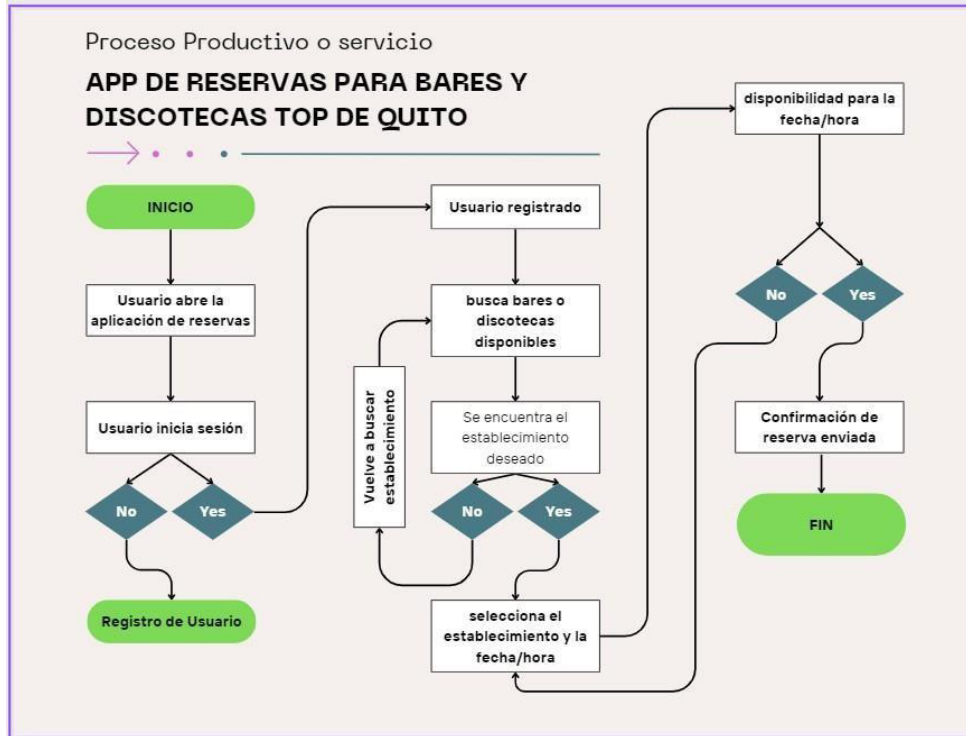 Proceso Productivo o servicio
APP DE RESERVAS PARA BARES Y
DISCOTECAS TOP DE QUITO
INICIO
Usuario abre la
aplicación de reservas
Usuario inicia sesión
No
Yes
Registro de Usuario
Usuario registrado
busca bares o
discotecas
disponibles
Vuelve a buscar
establecimiento
Se encuentra el
establecimiento
deseado
No
Yes
selecciona el
establecimiento y la
fecha/hora
disponibilidad para la
fecha/hora
No
Yes
Confirmación de
reserva enviada
FIN